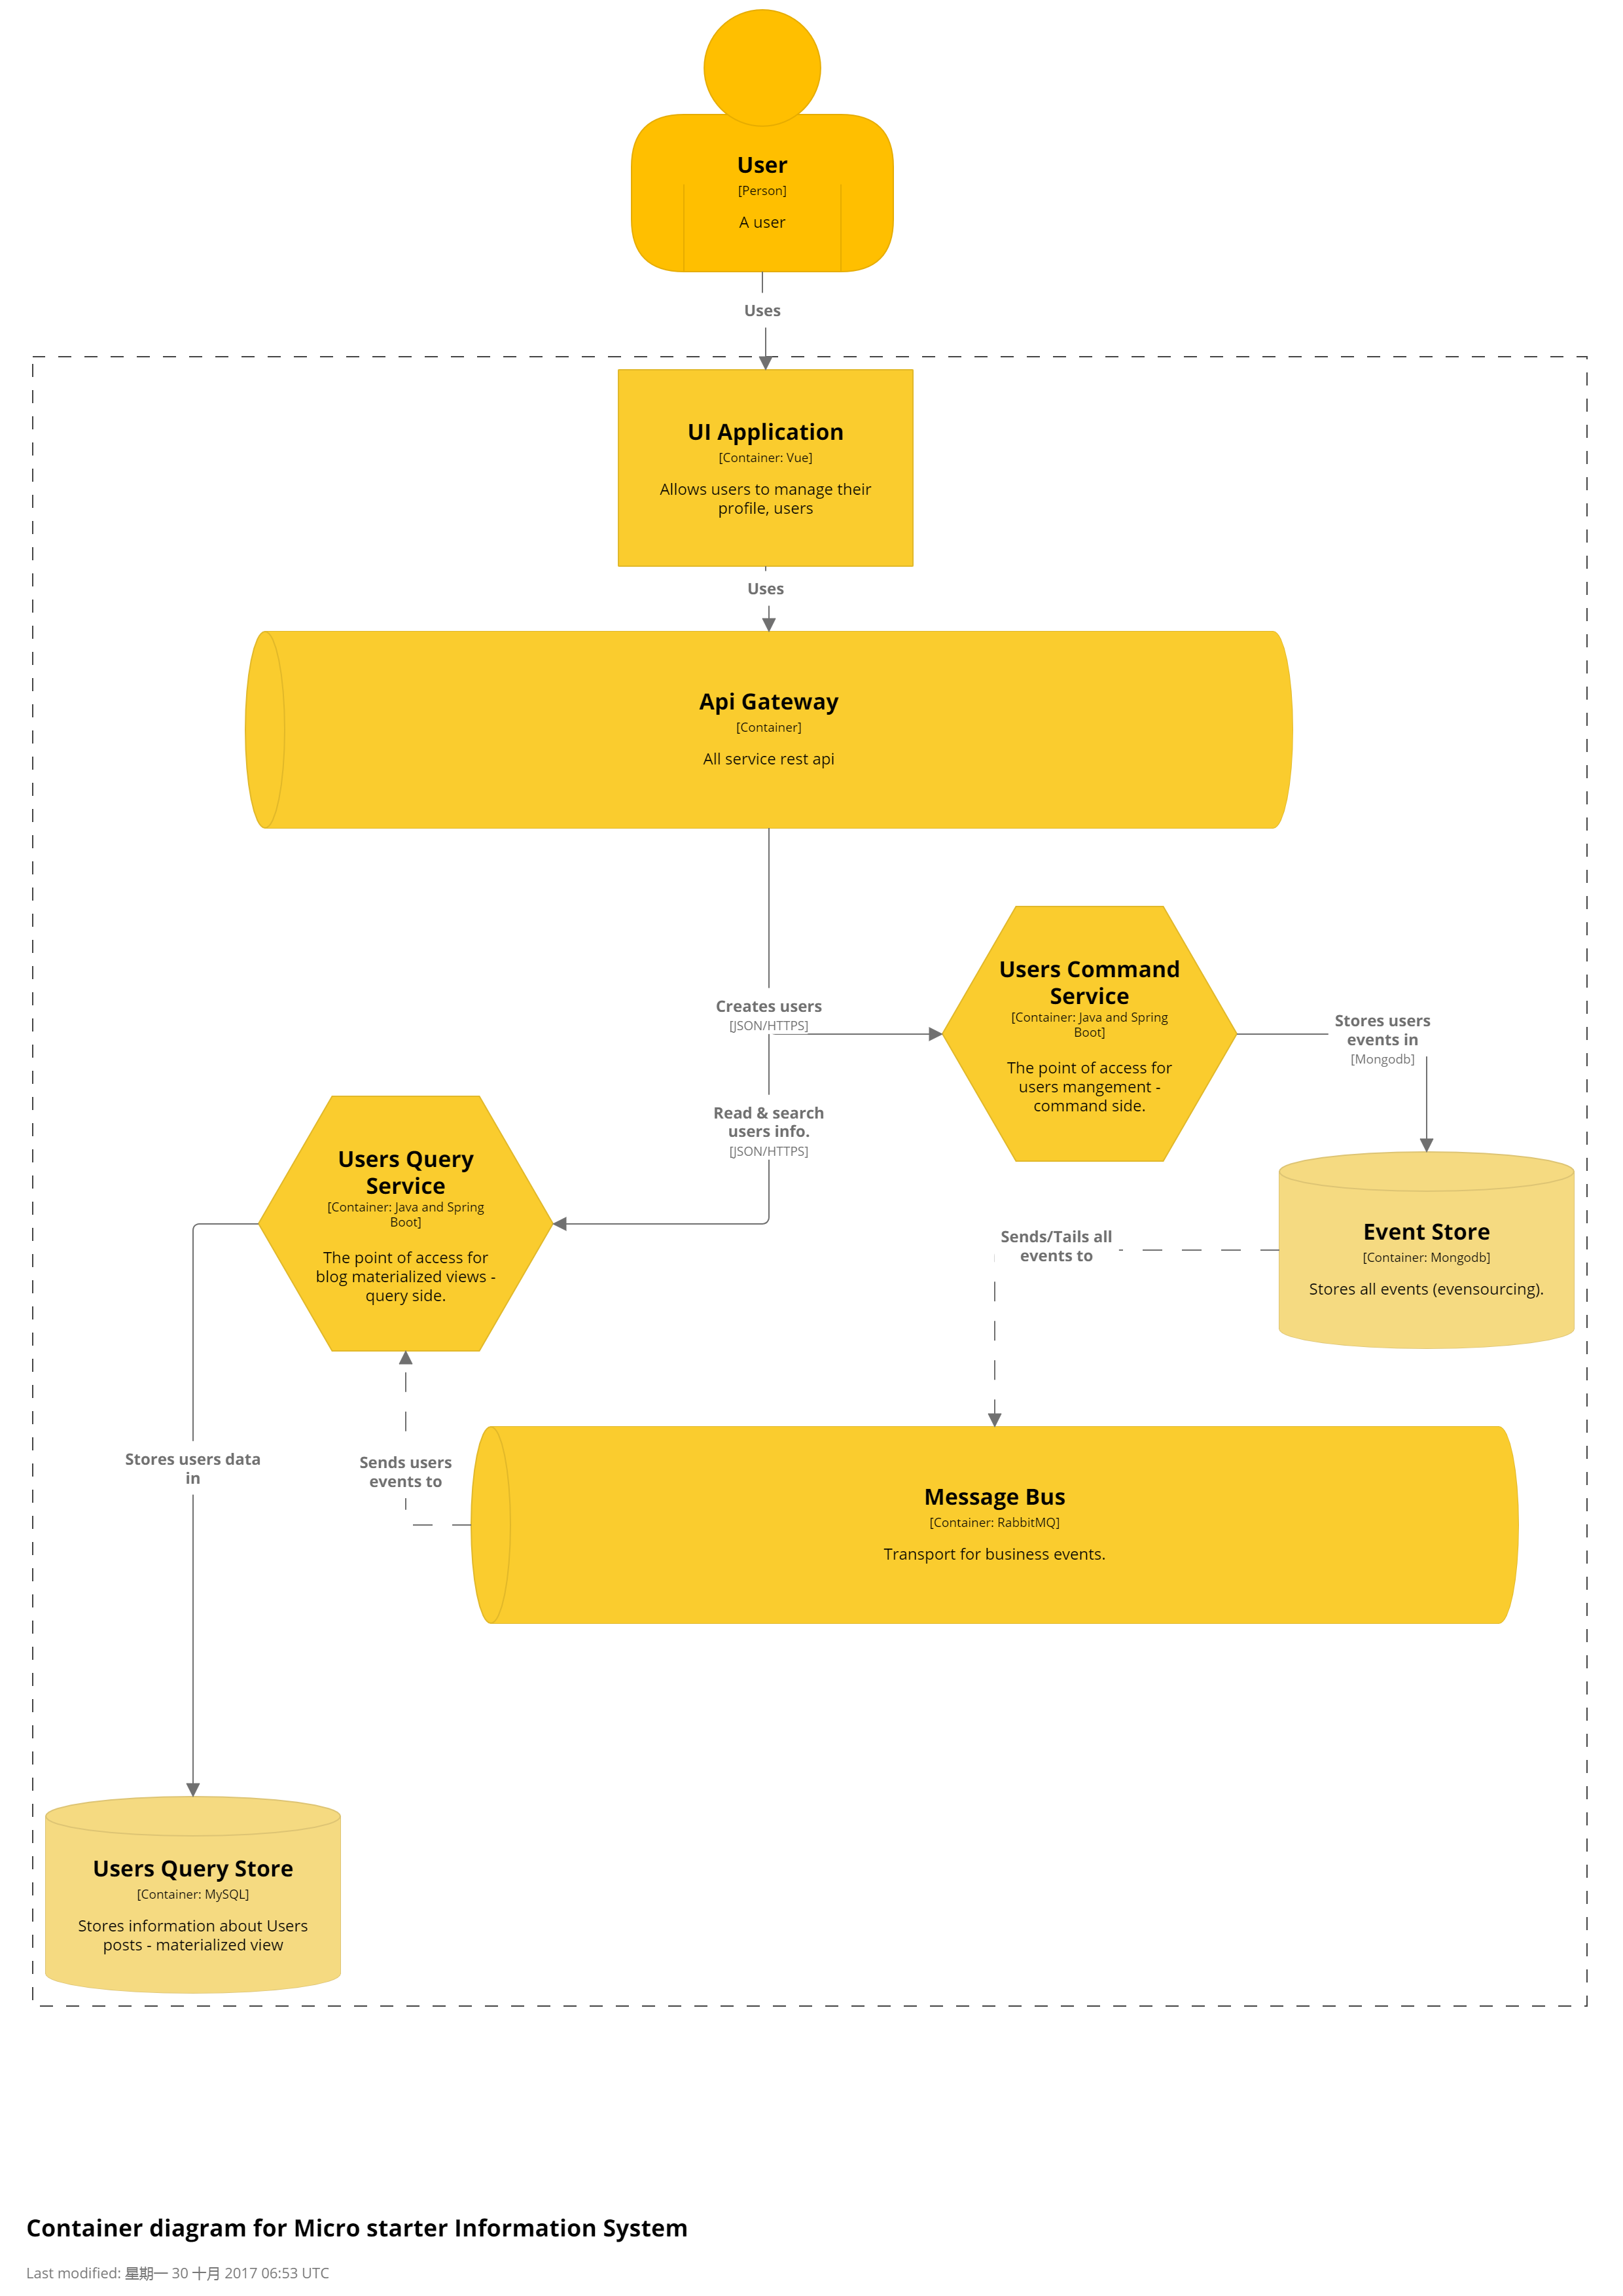 User
[Person]
A user
Uses
UI Application
[Container: Vue]
Allows users to manage their
profile, users
Uses
Api Gateway
[Container]
All service rest api
Creates users
[JSON/HTTPS]
Users Command
Service
[Container: Java and Spring
Boot]
The point of access for
users mangement -
command side.
Stores users
events in
[Mongodb]
Read & search
users info.
[JSON/HTTPS]
Users Query
Service
[Container: Java and Spring
Boot]
The point of access for
blog materialized views -
query side.
Event Store
[Container: Mongodb]
Stores all events (evensourcing).
Sends/Tails all
events to
Stores users data
in
Sends users
events to
Message Bus
[Container: RabbitMQ]
Transport for business events.
Users Query Store
[Container: MySQL]
Stores information about Users
posts - materialized view
Container diagram for Micro starter Information System
Last modified: 星期一 30 十月 2017 06:53 UTC